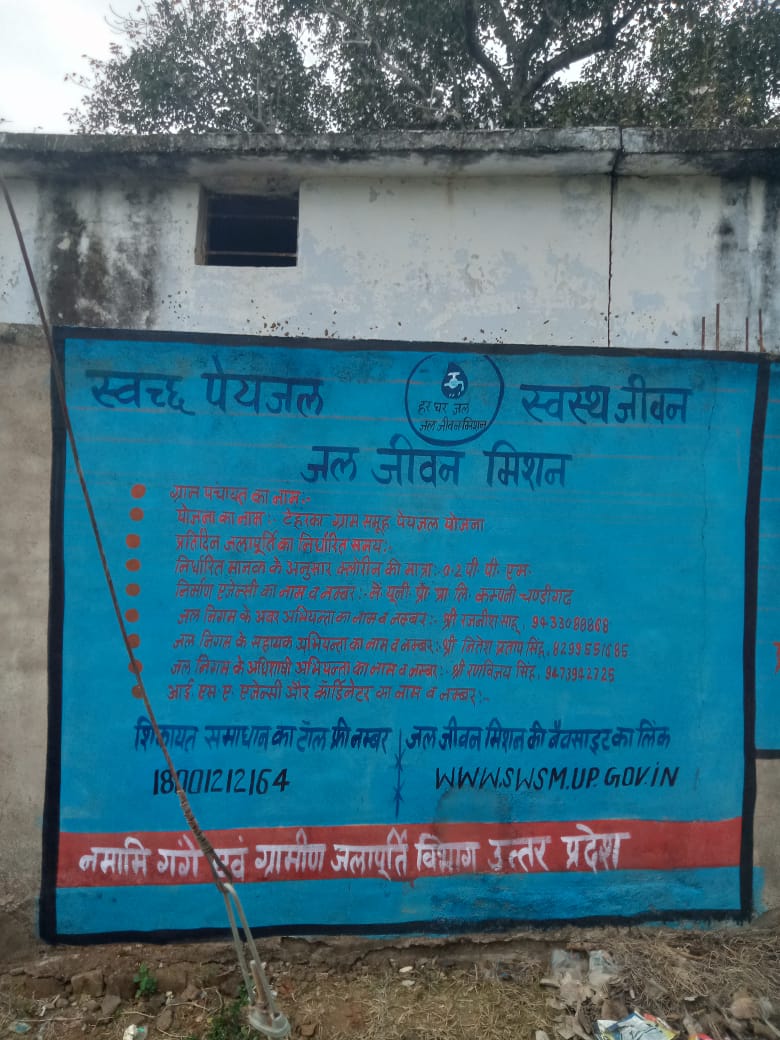 स्वच्छ पेयजल
हर घर जल
जल जीवन मिशन
स्वस्थ जीवन
जल जीवन मिशन
ग्राम पंचायत का नाम:-
योजना का नाम:- टेहरका ग्राम समूह पेयजल योजना
प्रतिदिन जलापूर्ति का निर्धारित समय:-
निर्धारित मानक के अनुसार क्लोरीन की मात्रा:- 0.2 पी पी एम.
निर्माण एजेन्सी का नाम व नम्बर:- मै. यूनी. प्रो प्रा लि. कम्पनी चण्डीगढ
जल निगम के अवर अभियन्ता का नाम व नम्बर:- श्री रजनीश साहू, 9433088868
जल निगम के सहायक अभियन्ता का नाम व नम्बर:- श्री जितेश प्रताप सिंह, 8299551685
जल निगम के अधिशाषी अभियन्ता का नाम व नम्बर:- श्री रणविजय सिंह, 9473942725
आई. एस. ए. एजेन्सी और कॉर्डिनेटर का नाम व नम्बर:-
शिकायत समाधान का टॉल फ्री नम्बर
18001212164
जल जीवन मिशन की बैवसाइट का लिंक
WWW.SWSM.UP.GOV.IN
नमामि गंगे एवं ग्रामीण जलापूर्ति विभाग उत्तर प्रदेश